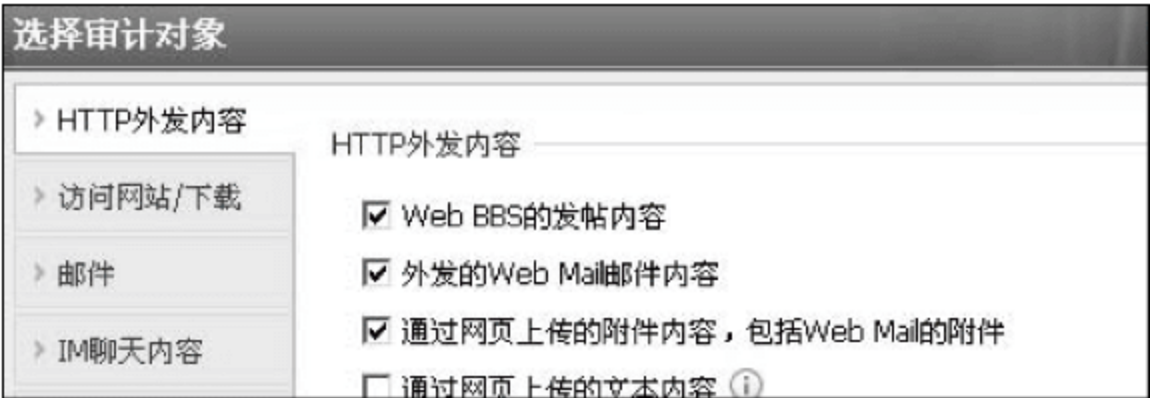 选择审计对象
HTTP外发内容
访问网站/下载
邮件
IM聊天内容
HTTP外发内容
Web BBS的发帖内容
外发的Web Mail邮件内容
通过网页上传的附件内容，包括Web Mail的附件
通过网页上传的文本内容